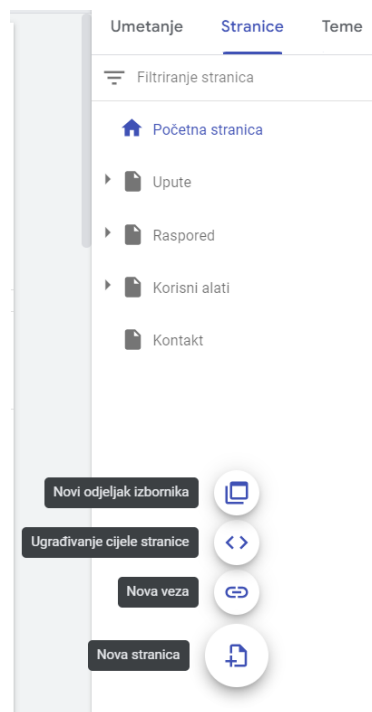 Umetanje Stranice Teme
Filtriranje stranica
Početna stranica
Upute
Raspored
Korisni alati
Kontakt
Novi odjeljak izbornika
Ugrađivanje cijele stranice
Nova veza
Nova stranica